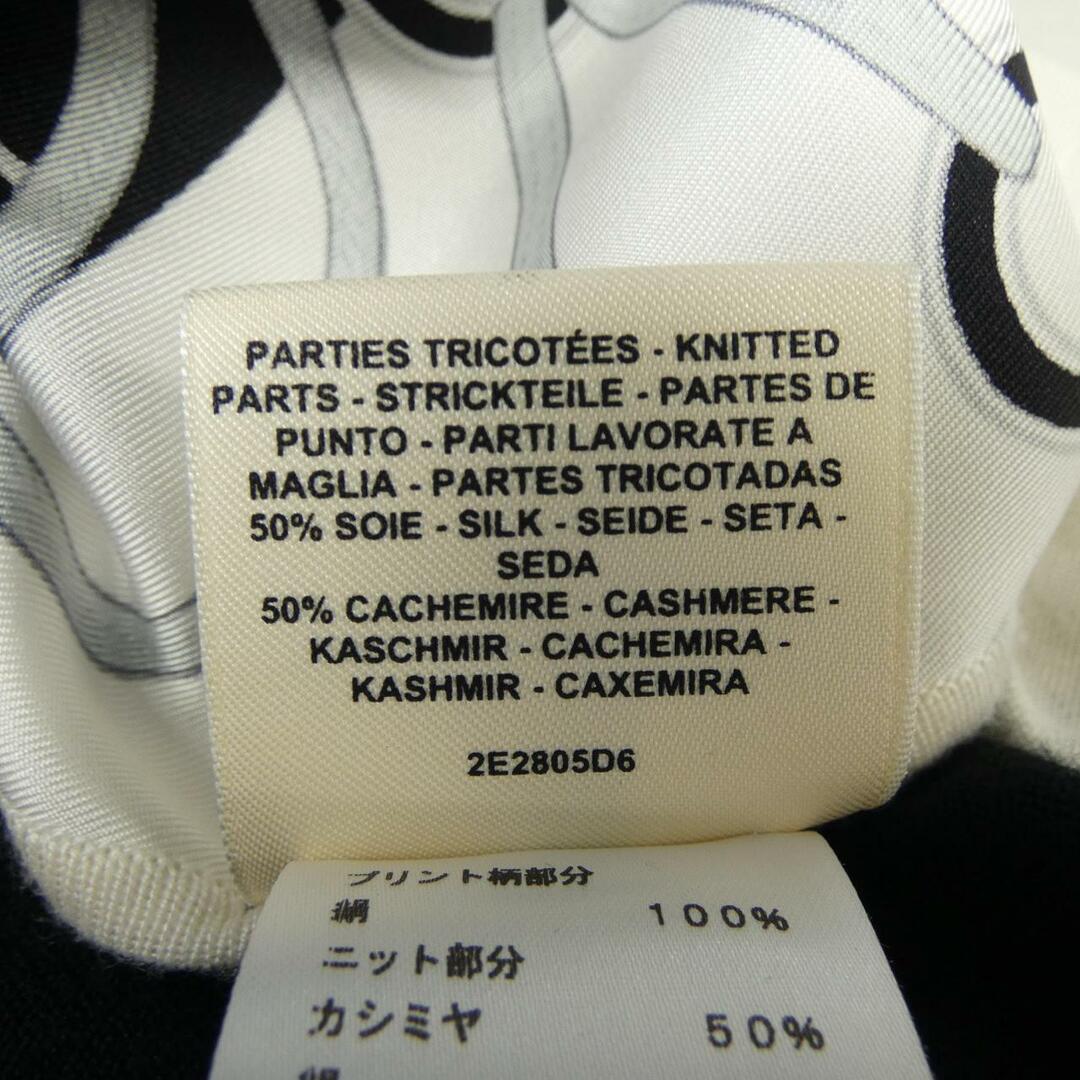 PARTIES TRICOTÉES - KNITTED
PARTS - STRICKTEILE - PARTES DE
PUNTO - PARTI LAVORATE A
MAGLIA - PARTES TRICOTADAS
50% SOIE - SILK - SEIDE - SETA -
SEDA
50% CACHEMIRE - CASHMERE -
KASCHMIR - CACHEMIRA -
KASHMIR - CAXEMIRA
2E2805D6
プリント柄部分
絹 100%
ニット部分
カシミヤ 50%